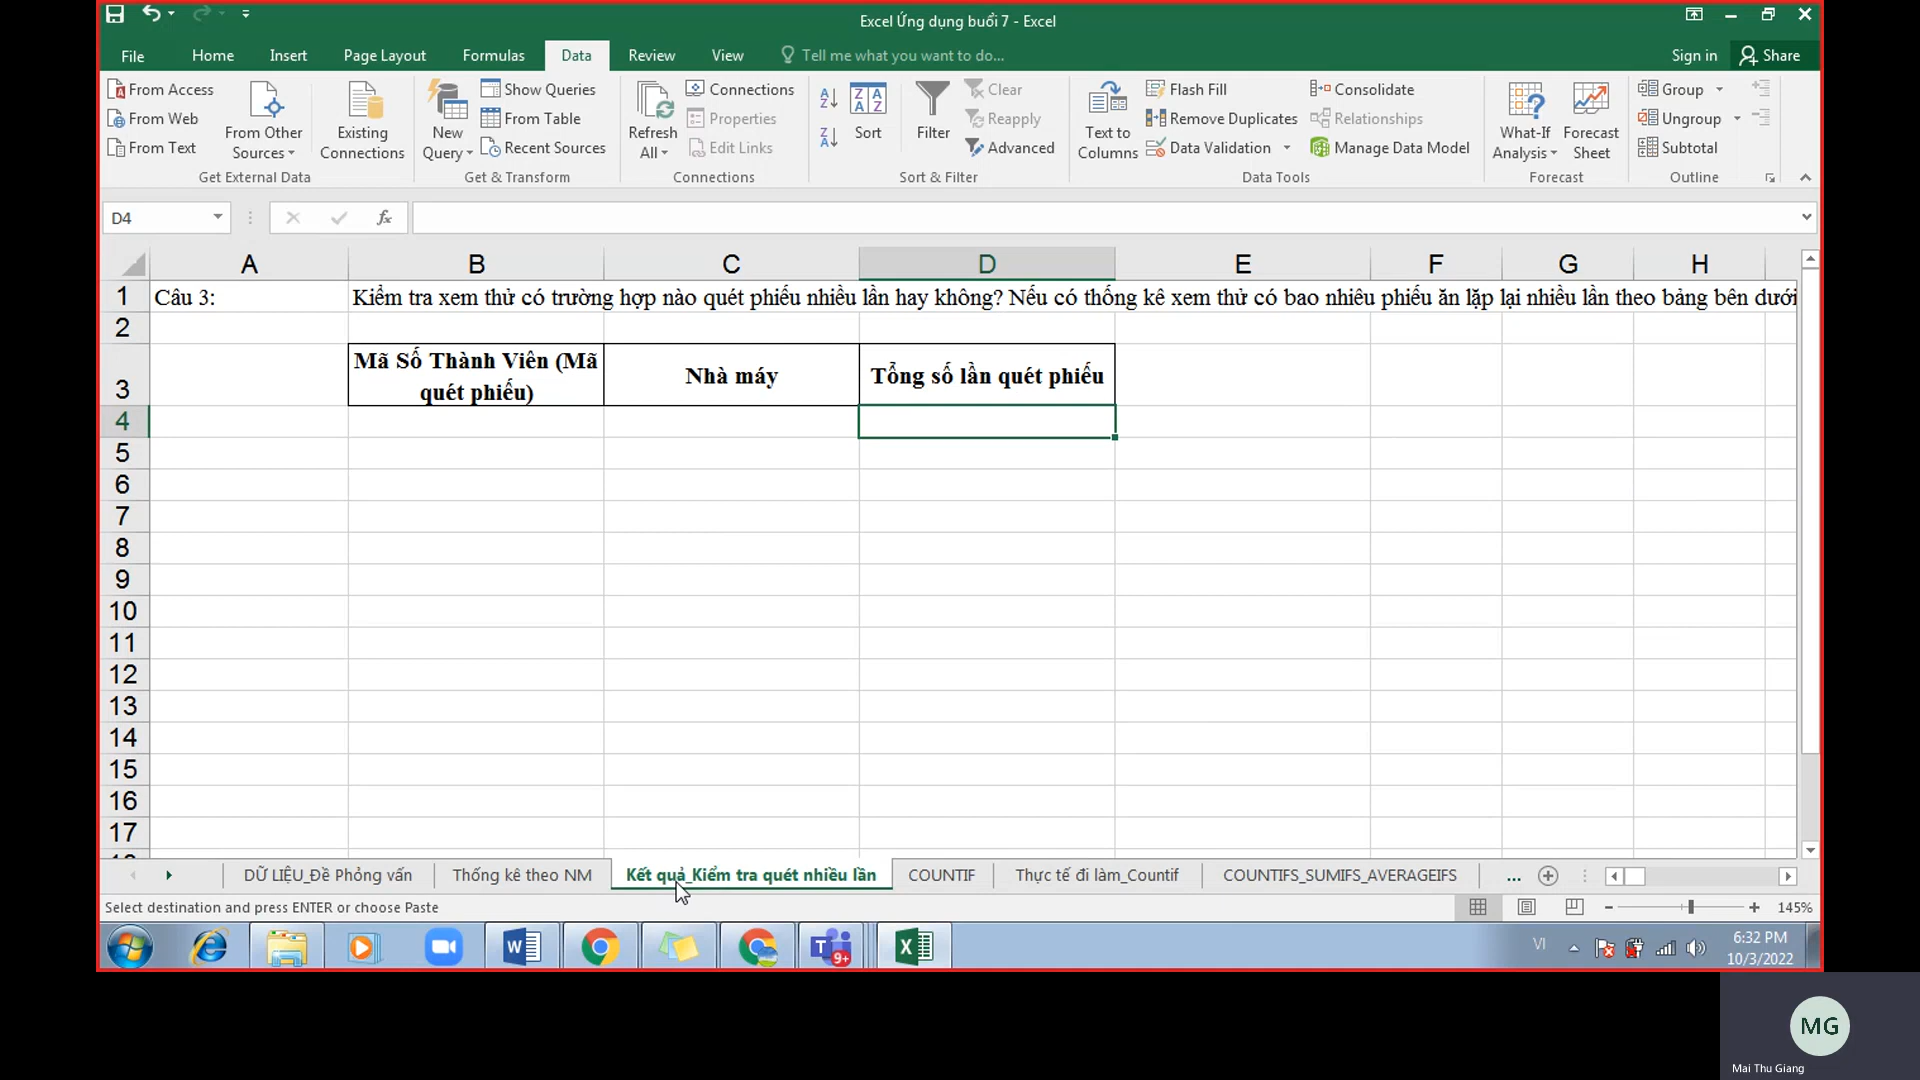 Excel Ứng dụng buổi 7 - Excel
File Home Insert Page Layout Formulas Data Review View Tell me what you want to do... Sign in Share
From Access
From Web
From Text
From Other Sources
Existing Connections
Get External Data
New Query
Show Queries
From Table
Recent Sources
Get & Transform
Refresh All
Connections
Properties
Edit Links
Connections
Sort
Filter
Clear
Reapply
Advanced
Sort & Filter
Text to Columns
Flash Fill
Remove Duplicates
Data Validation
Consolidate
Relationships
Manage Data Model
Data Tools
What-If Analysis
Forecast Sheet
Forecast
Group
Ungroup
Subtotal
Outline
D4
fx
A B C D E F G H
1 Câu 3: Kiểm tra xem thử có trường hợp nào quét phiếu nhiều lần hay không? Nếu có thống kê xem thử có bao nhiêu phiếu ăn lặp lại nhiều lần theo bảng bên dưới
2
3 Mã Số Thành Viên (Mã quét phiếu) Nhà máy Tổng số lần quét phiếu
4
5
6
7
8
9
10
11
12
13
14
15
16
17
DỮ LIỆU_Đề Phỏng vấn Thống kê theo NM Kết quả_Kiểm tra quét nhiều lần COUNTIF Thực tế đi làm_Countif COUNTIFS_SUMIFS_AVERAGEIFS ...
Select destination and press ENTER or choose Paste
145%
9+
VI
6:32 PM
10/3/2022
MG
Mai Thu Giang